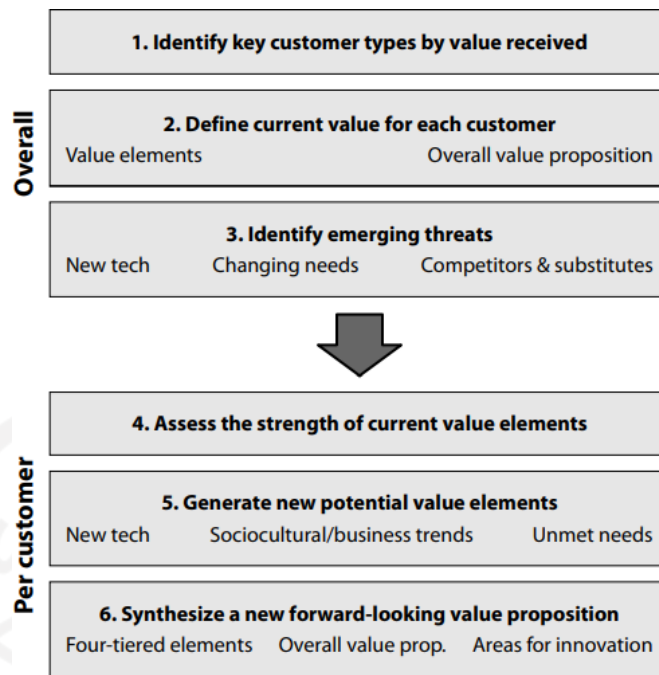 Overall
1. Identify key customer types by value received
2. Define current value for each customer
Value elements Overall value proposition
3. Identify emerging threats
New tech Changing needs Competitors & substitutes
Per customer
4. Assess the strength of current value elements
5. Generate new potential value elements
New tech Sociocultural/business trends Unmet needs
6. Synthesize a new forward-looking value proposition
Four-tiered elements Overall value prop. Areas for innovation